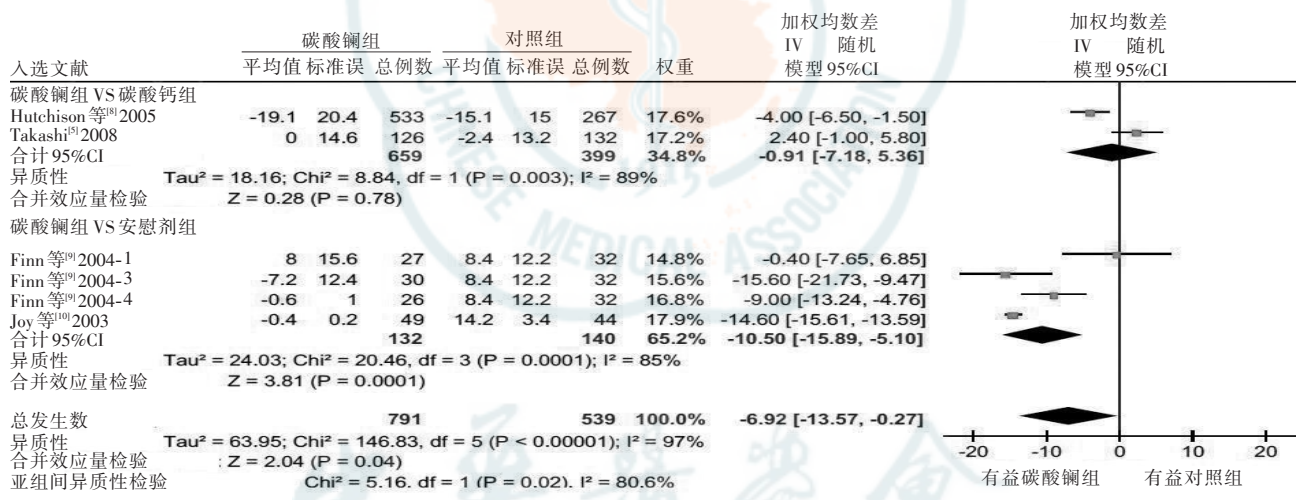 碳酸镧组 对照组 加权均数差 加权均数差
IV 随机 IV 随机
入选文献 平均值 标准误 总例数 平均值 标准误 总例数 权重 模型 95%CI 模型 95%CI
碳酸镧组 VS 碳酸钙组
Hutchison 等[8] 2005 -19.1 20.4 533 -15.1 15 267 17.6% -4.00 [-6.50, -1.50]
Takashi[5] 2008 0 14.6 126 -2.4 13.2 132 17.2% 2.40 [-1.00, 5.80]
合计 95%CI 659 399 34.8% -0.91 [-7.18, 5.36]
异质性 Tau² = 18.16; Chi² = 8.84, df = 1 (P = 0.003); I² = 89%
合并效应量检验 Z = 0.28 (P = 0.78)
碳酸镧组 VS 安慰剂组
Finn 等[9] 2004-1 8 15.6 27 8.4 12.2 32 14.8% -0.40 [-7.65, 6.85]
Finn 等[9] 2004-3 -7.2 12.4 30 8.4 12.2 32 15.6% -15.60 [-21.73, -9.47]
Finn 等[9] 2004-4 -0.6 1 26 8.4 12.2 32 16.8% -9.00 [-13.24, -4.76]
Joy 等[10] 2003 -0.4 0.2 49 14.2 3.4 44 17.9% -14.60 [-15.61, -13.59]
合计 95%CI 132 140 65.2% -10.50 [-15.89, -5.10]
异质性 Tau² = 24.03; Chi² = 20.46, df = 3 (P = 0.0001); I² = 85%
合并效应量检验 Z = 3.81 (P = 0.0001)
总发生数 791 539 100.0% -6.92 [-13.57, -0.27]
异质性 Tau² = 63.95; Chi² = 146.83, df = 5 (P < 0.00001); I² = 97%
合并效应量检验 : Z = 2.04 (P = 0.04)
亚组间异质性检验 Chi² = 5.16. df = 1 (P = 0.02). I² = 80.6%
-20 -10 0 10 20
有益碳酸镧组 有益对照组
CHINESE MEDICAL ASSOCIATION
1915